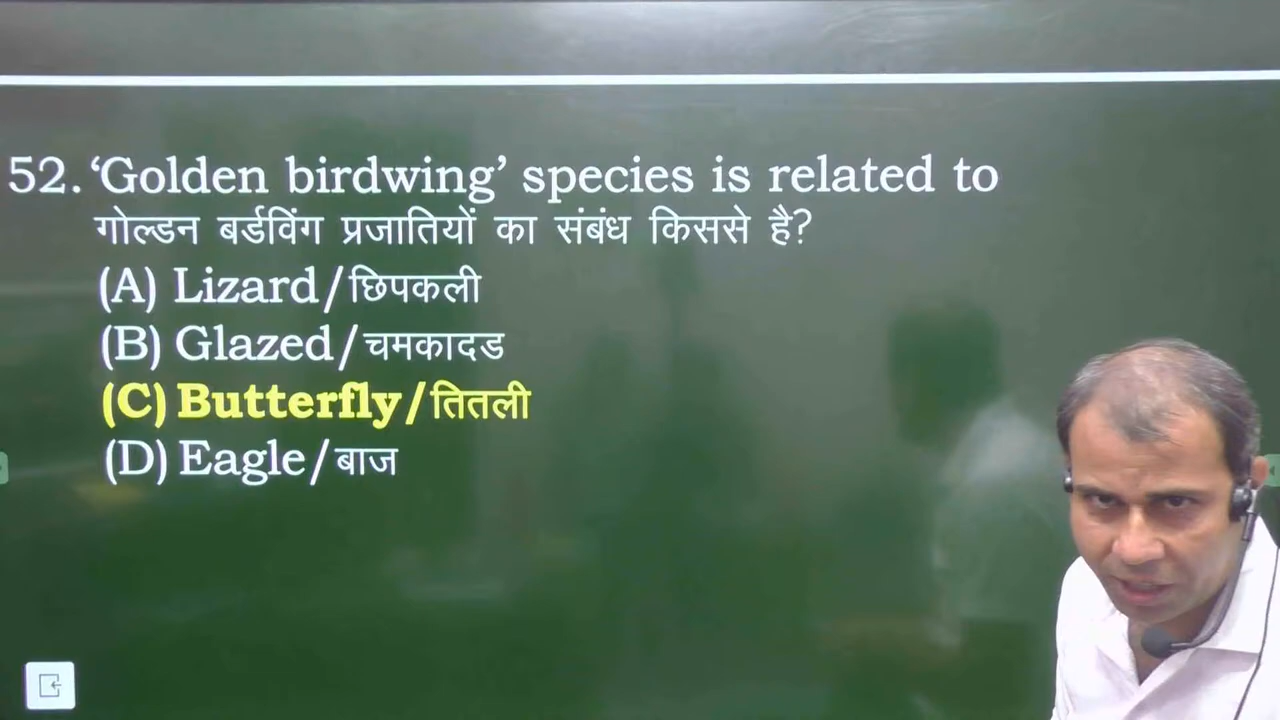 52. ‘Golden birdwing’ species is related to
गोल्डन बर्डविंग प्रजातियों का संबंध किससे है?
(A) Lizard/छिपकली
(B) Glazed/चमकादड
(C) Butterfly/तितली
(D) Eagle/बाज